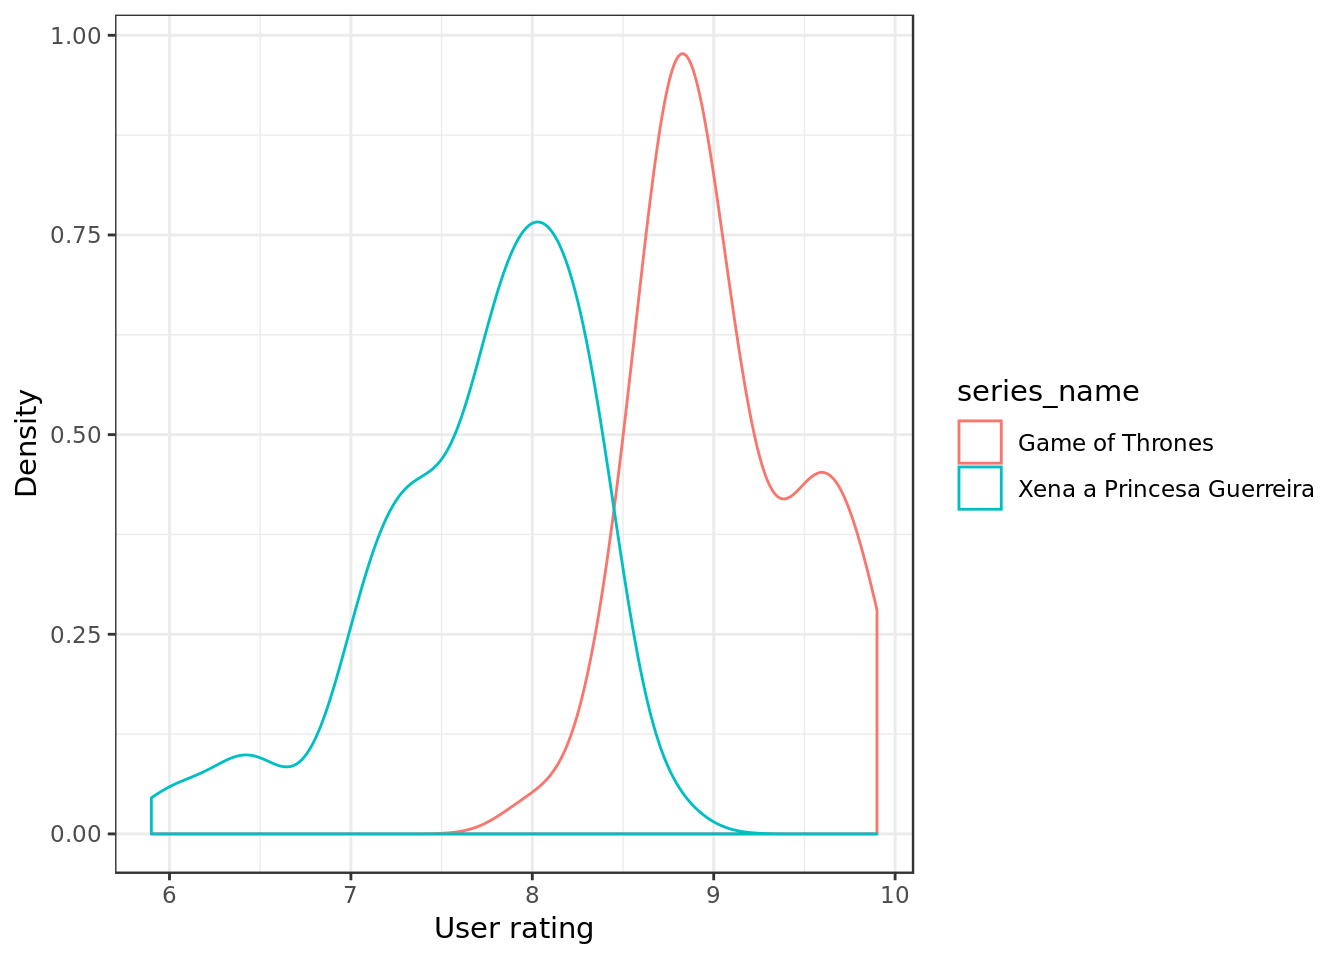 1.00
0.75
0.50
0.25
0.00
Density
6 7 8 9 10
User rating
series_name
Game of Thrones
Xena a Princesa Guerreira